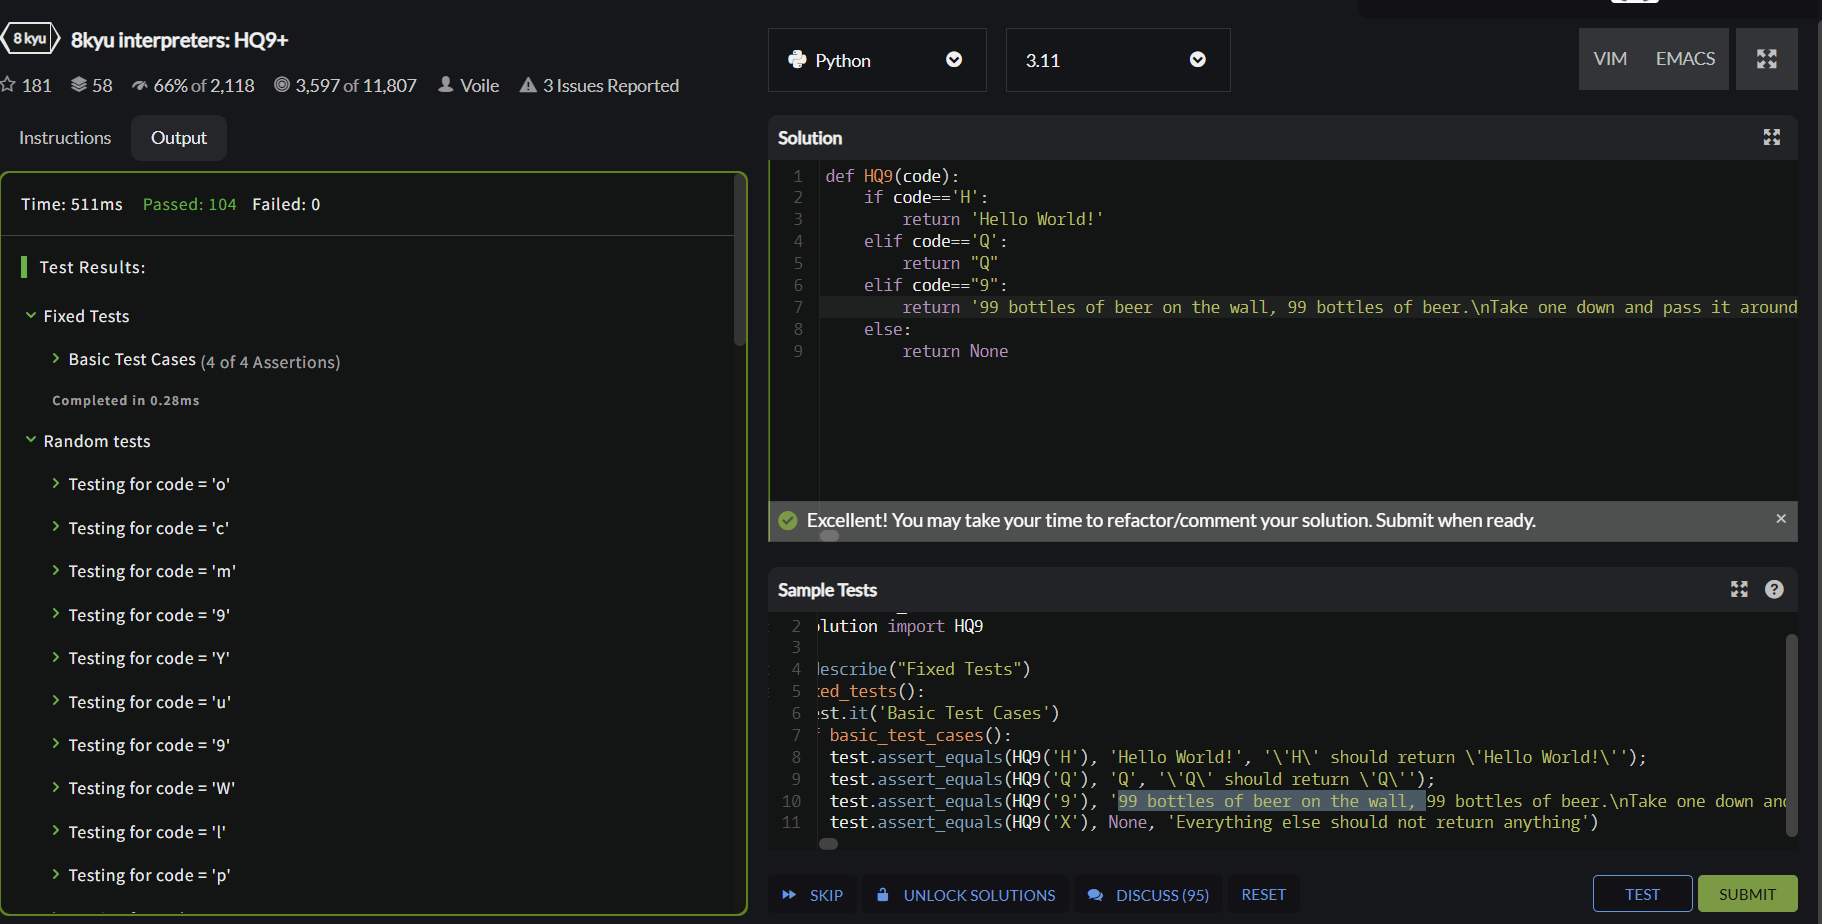 8 kyu 8kyu interpreters: HQ9+
181 58 66% of 2,118 3,597 of 11,807 Voile 3 Issues Reported
Instructions Output
Time: 511ms Passed: 104 Failed: 0
Test Results:
Fixed Tests
Basic Test Cases (4 of 4 Assertions)
Completed in 0.28ms
Random tests
Testing for code = 'o'
Testing for code = 'c'
Testing for code = 'm'
Testing for code = '9'
Testing for code = 'Y'
Testing for code = 'u'
Testing for code = '9'
Testing for code = 'W'
Testing for code = 'l'
Testing for code = 'p'
Python 3.11 VIM EMACS
Solution
1 def HQ9(code):
2 if code=='H':
3 return 'Hello World!'
4 elif code=='Q':
5 return "Q"
6 elif code=="9":
7 return '99 bottles of beer on the wall, 99 bottles of beer.\nTake one down and pass it around
8 else:
9 return None
Excellent! You may take your time to refactor/comment your solution. Submit when ready.
Sample Tests
2 olution import HQ9
3
4 describe("Fixed Tests")
5 xed_tests():
6 est.it('Basic Test Cases')
7 f basic_test_cases():
8 test.assert_equals(HQ9('H'), 'Hello World!', '\'H\' should return \'Hello World!\'');
9 test.assert_equals(HQ9('Q'), 'Q', '\'Q\' should return \'Q\'');
10 test.assert_equals(HQ9('9'), '99 bottles of beer on the wall, 99 bottles of beer.\nTake one down and
11 test.assert_equals(HQ9('X'), None, 'Everything else should not return anything')
SKIP UNLOCK SOLUTIONS DISCUSS (95) RESET TEST SUBMIT